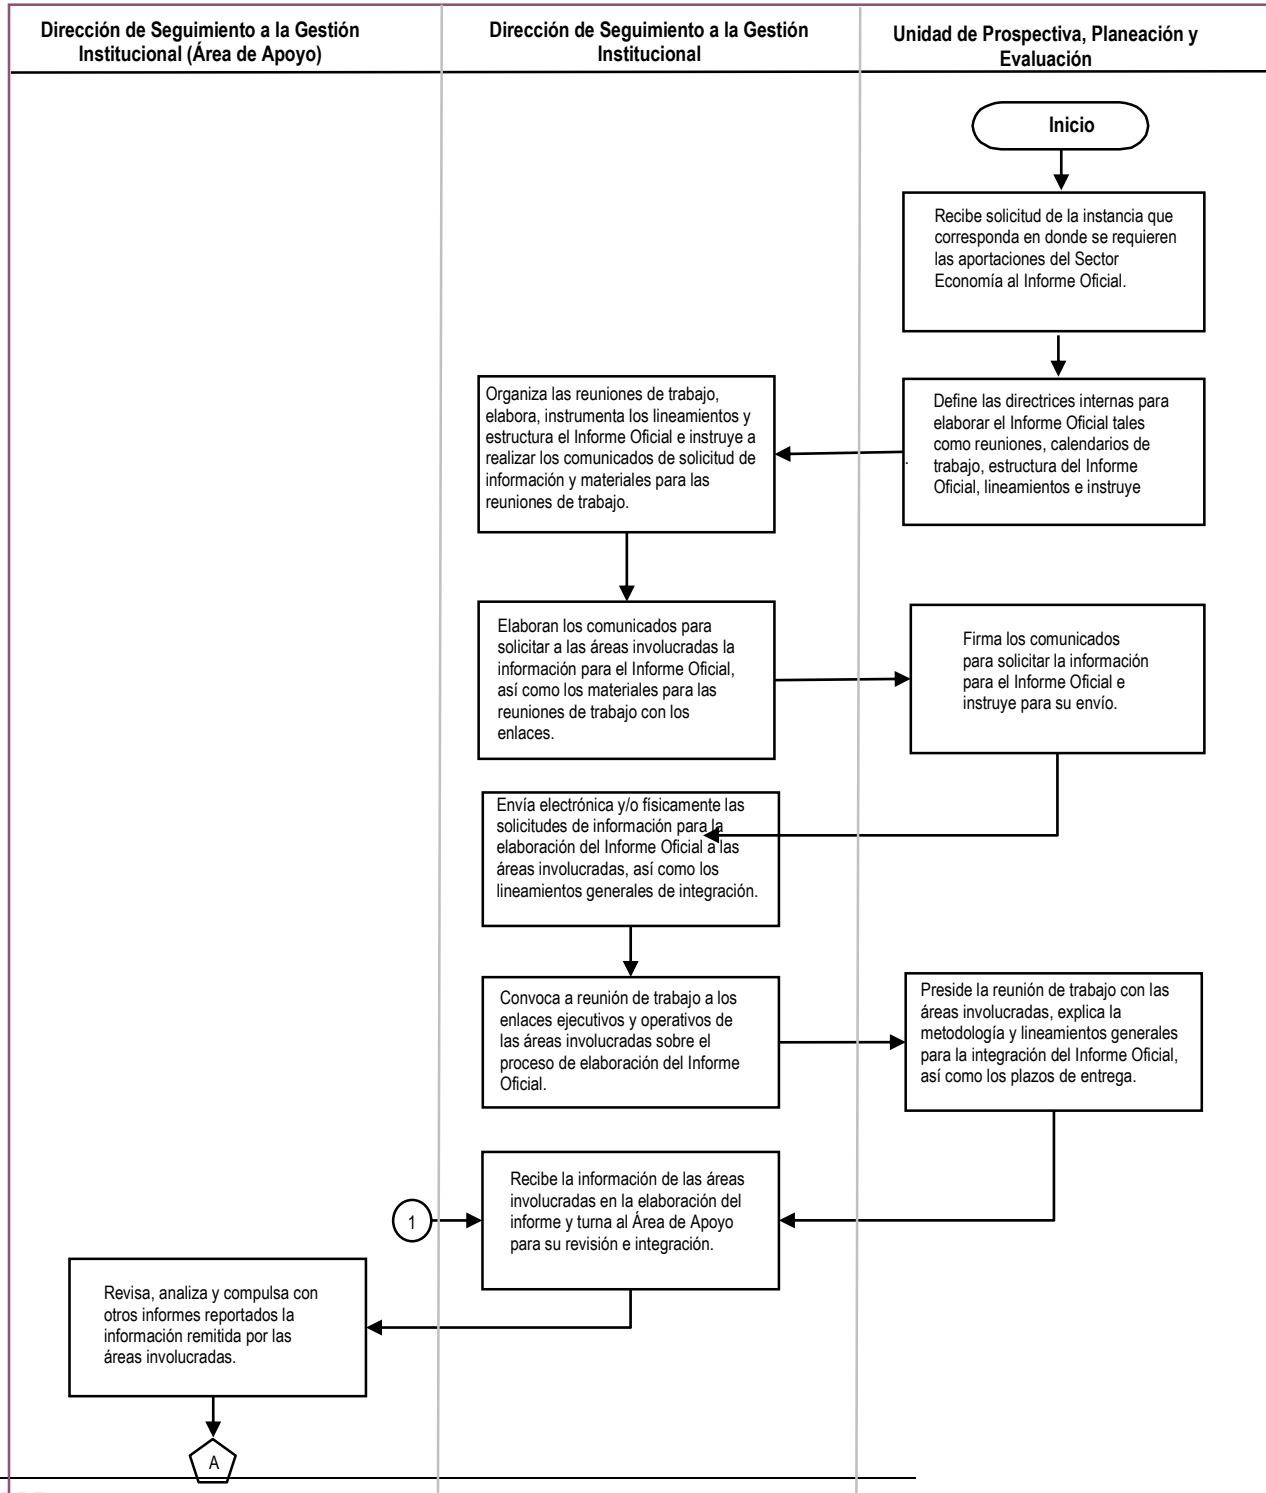 Dirección de Seguimiento a la Gestión
Institucional (Área de Apoyo)
Dirección de Seguimiento a la Gestión
Institucional
Unidad de Prospectiva, Planeación y
Evaluación
Inicio
Recibe solicitud de la instancia que
corresponda en donde se requieren
las aportaciones del Sector
Economía al Informe Oficial.
Define las directrices internas para
elaborar el Informe Oficial tales
como reuniones, calendarios de
trabajo, estructura del Informe
Oficial, lineamientos e instruye
.
Organiza las reuniones de trabajo,
elabora, instrumenta los lineamientos y
estructura el Informe Oficial e instruye a
realizar los comunicados de solicitud de
información y materiales para las
reuniones de trabajo.
Elaboran los comunicados para
solicitar a las áreas involucradas la
información para el Informe Oficial,
así como los materiales para las
reuniones de trabajo con los
enlaces.
Firma los comunicados
para solicitar la información
para el Informe Oficial e
instruye para su envío.
Envía electrónica y/o físicamente las
solicitudes de información para la
elaboración del Informe Oficial a las
áreas involucradas, así como los
lineamientos generales de integración.
Convoca a reunión de trabajo a los
enlaces ejecutivos y operativos de
las áreas involucradas sobre el
proceso de elaboración del Informe
Oficial.
Preside la reunión de trabajo con las
áreas involucradas, explica la
metodología y lineamientos generales
para la integración del Informe Oficial,
así como los plazos de entrega.
1
Recibe la información de las áreas
involucradas en la elaboración del
informe y turna al Área de Apoyo
para su revisión e integración.
Revisa, analiza y compulsa con
otros informes reportados la
información remitida por las
áreas involucradas.
A